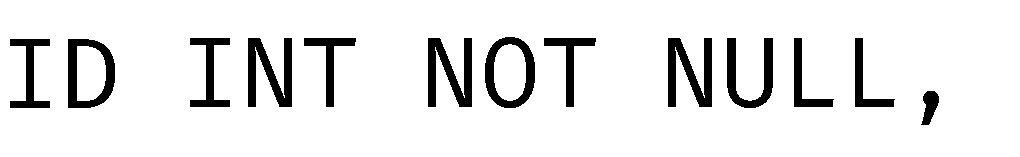 ID INT NOT NULL,